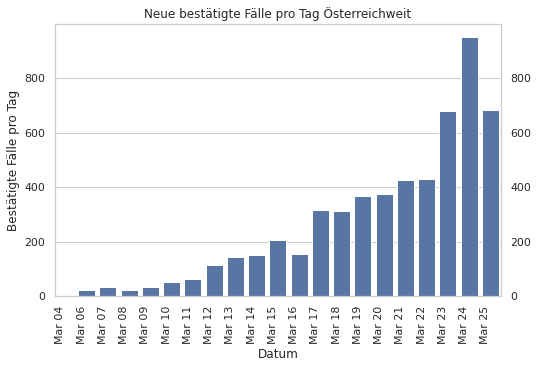 Neue bestätigte Fälle pro Tag Österreichweit
Bestätigte Fälle pro Tag
800
600
400
200
0
800
600
400
200
0
Mar 04
Mar 06
Mar 07
Mar 08
Mar 09
Mar 10
Mar 11
Mar 12
Mar 13
Mar 14
Mar 15
Mar 16
Mar 17
Mar 18
Mar 19
Mar 20
Mar 21
Mar 22
Mar 23
Mar 24
Mar 25
Datum